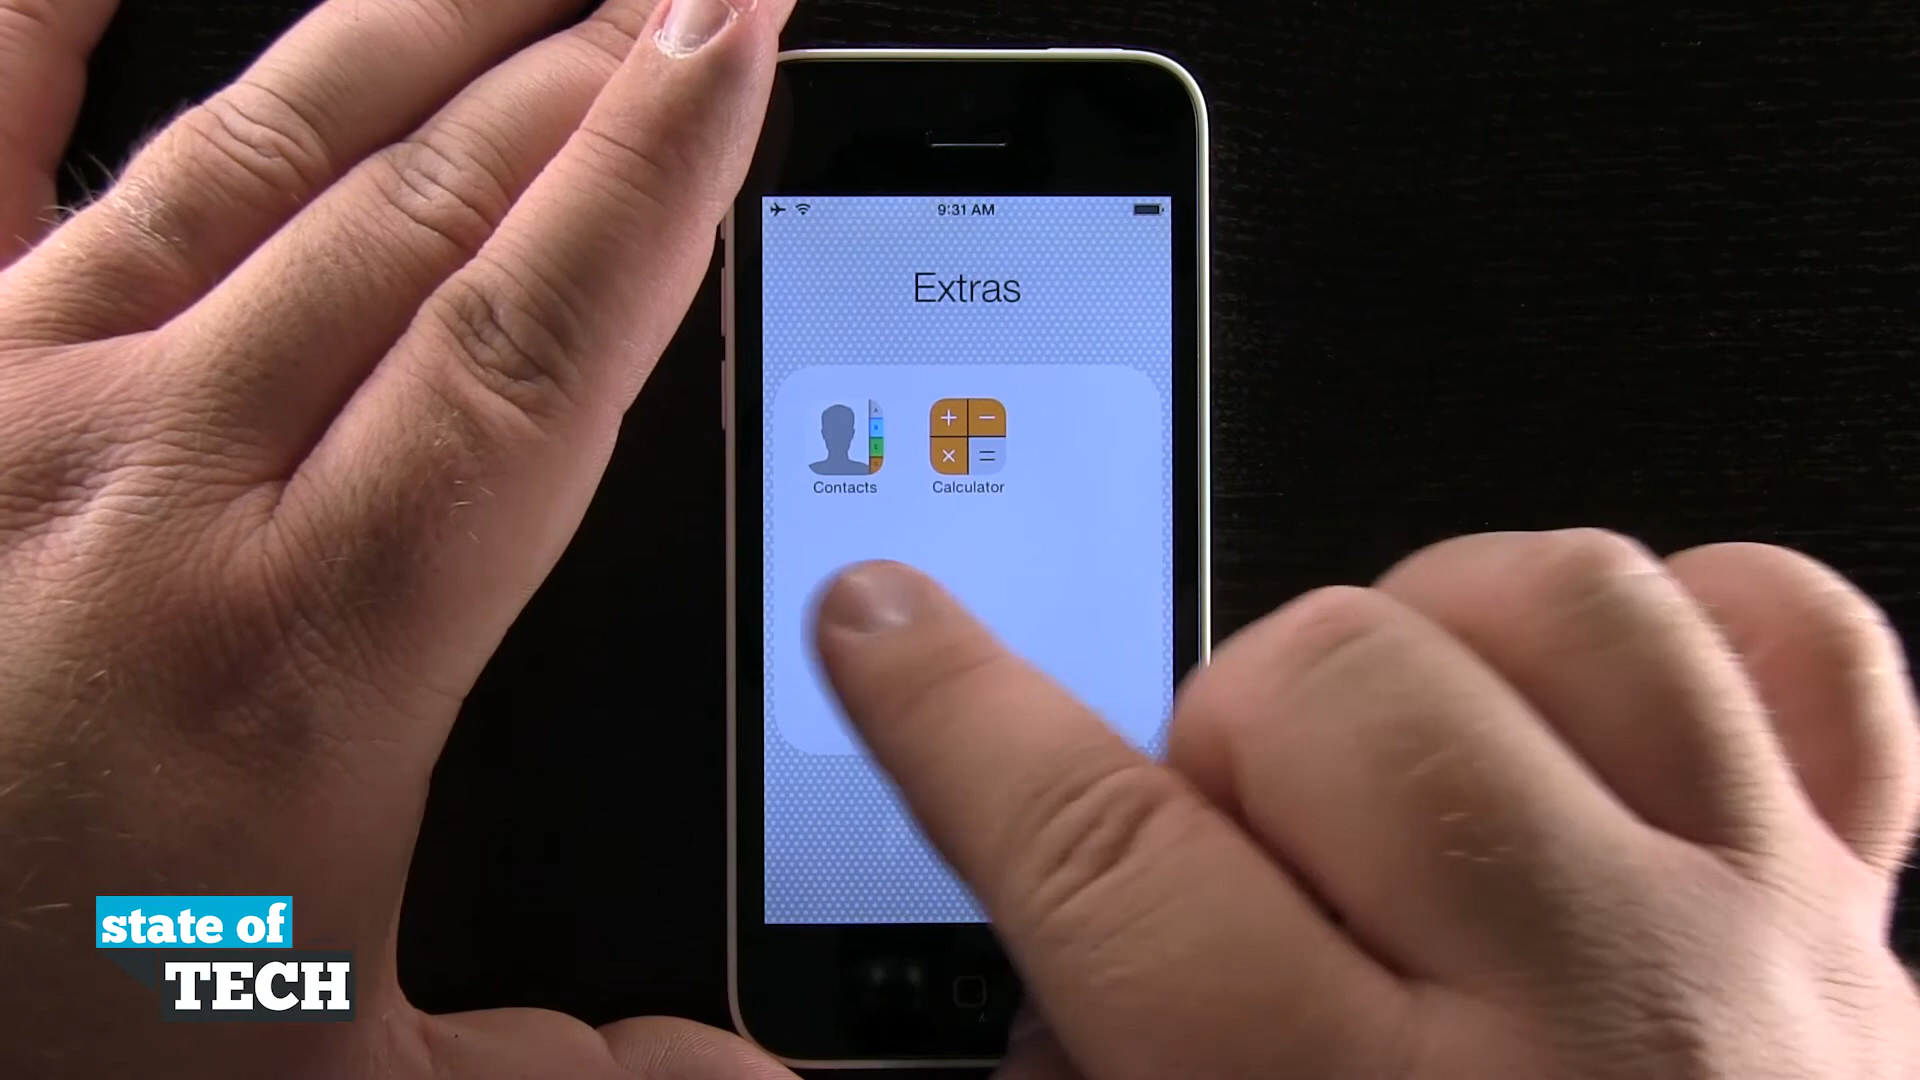 9:31 AM
Extras
Contacts
Calculator
state of
TECH